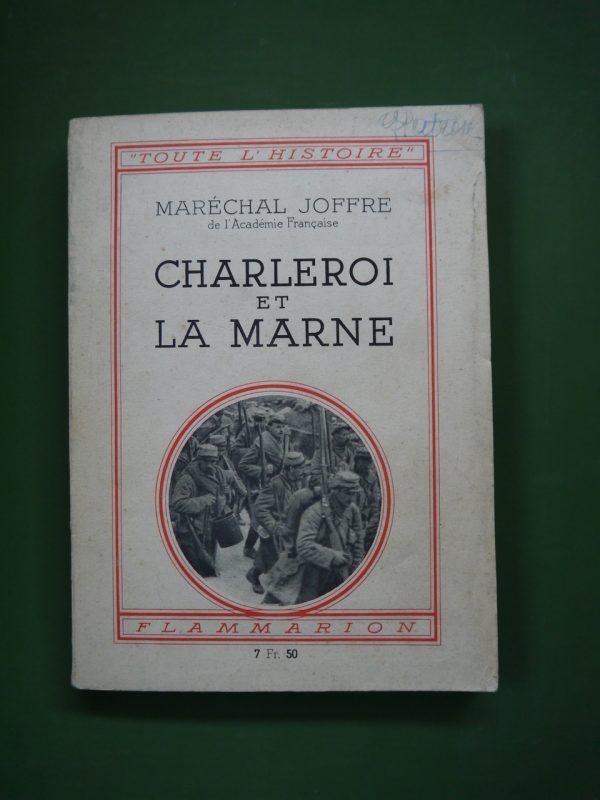 "TOUTE L'HISTOIRE"
MARÉCHAL JOFFRE
de l'Académie Française
CHARLEROI
ET
LA MARNE
FLAMMARION
7 Fr. 50